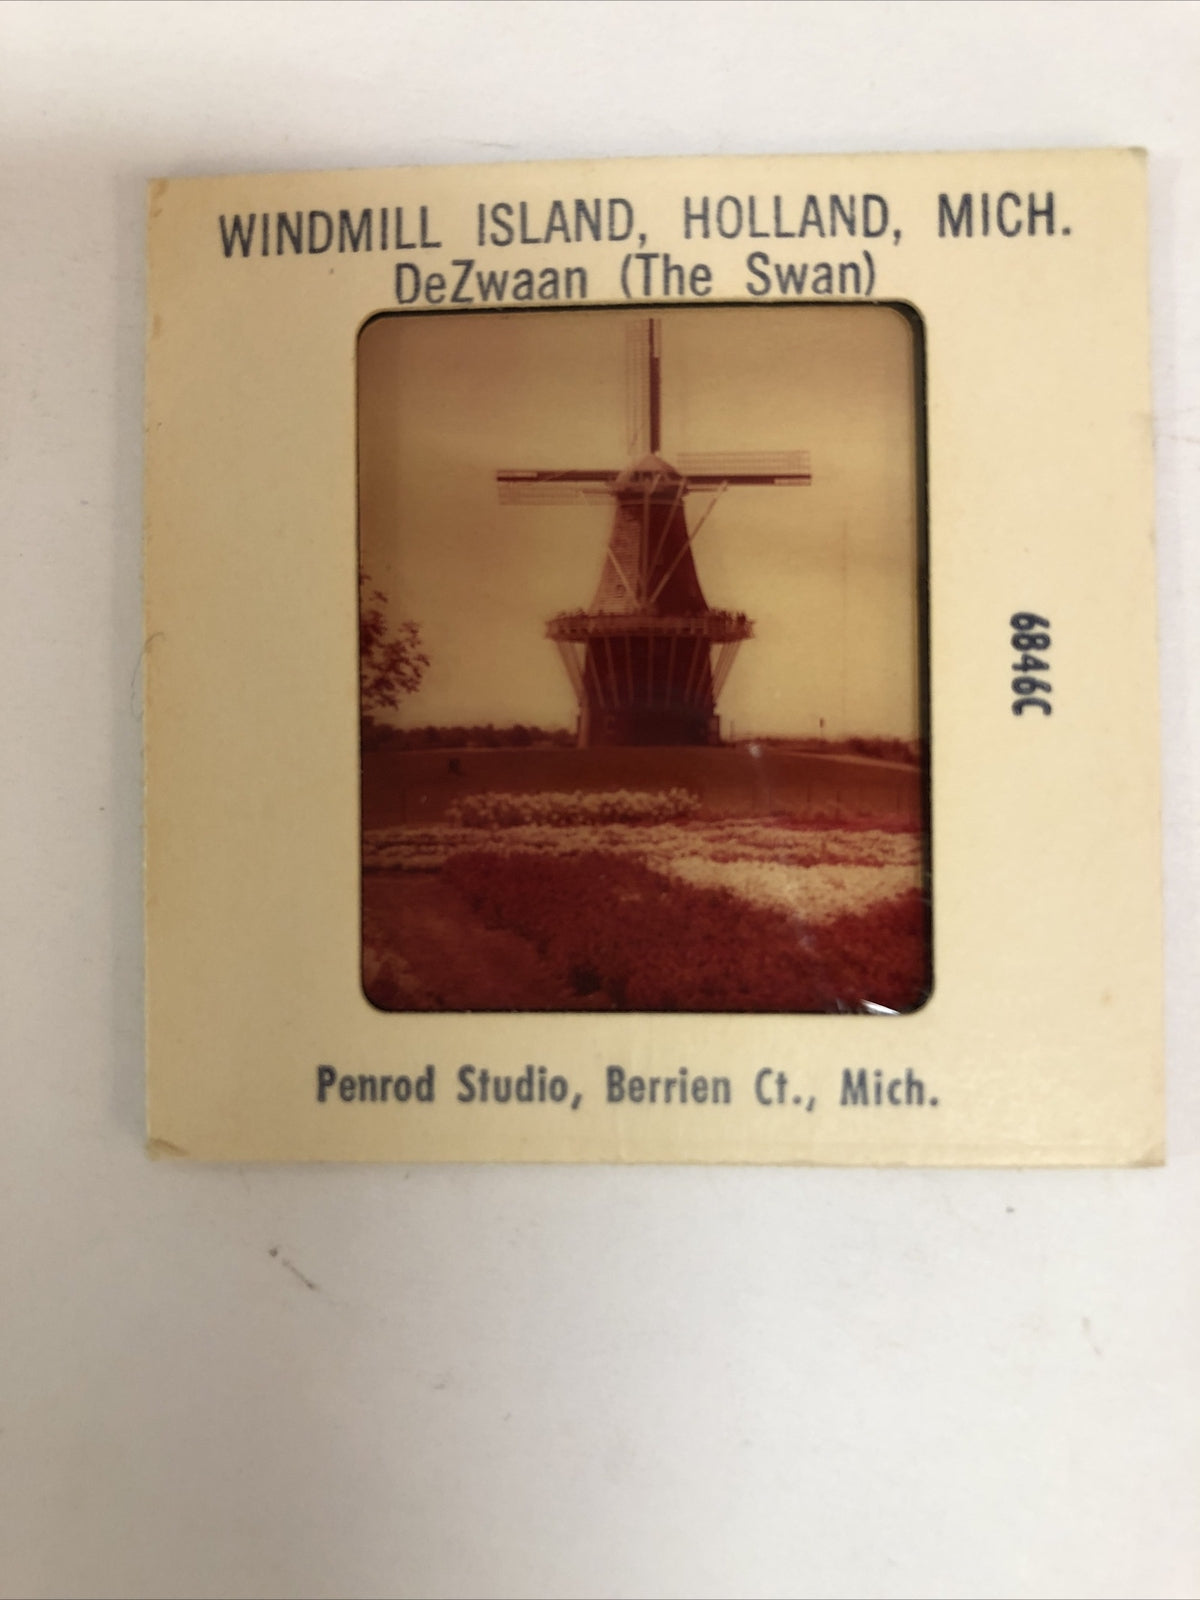 WINDMILL ISLAND, HOLLAND, MICH.
DeZwaan (The Swan)
6846C
Penrod Studio, Berrien Ct., Mich.